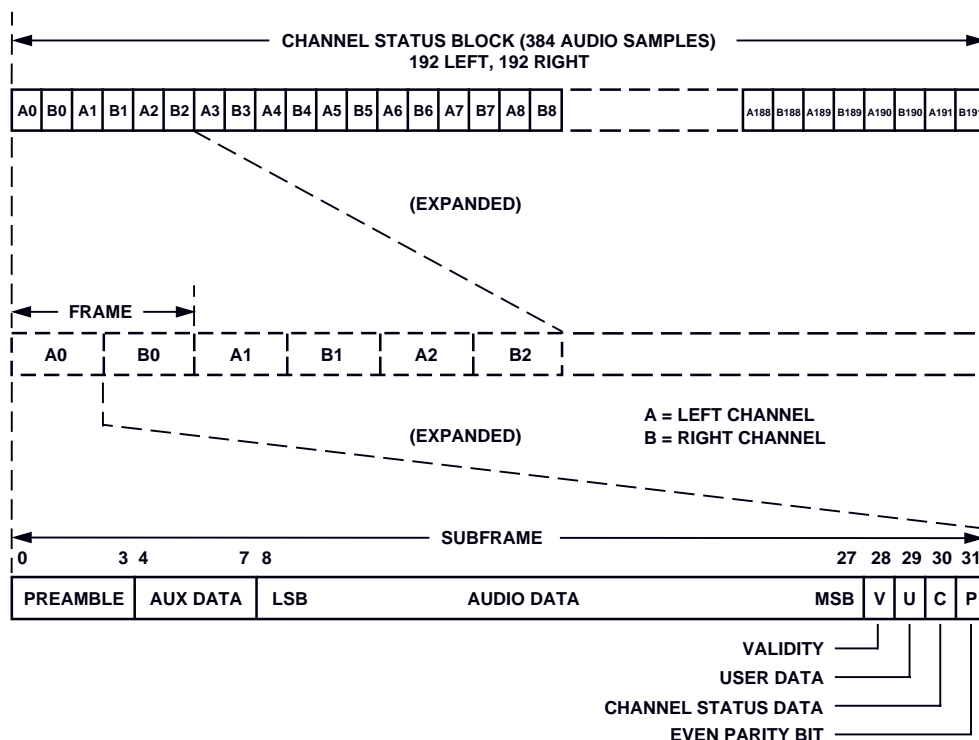 CHANNEL STATUS BLOCK (384 AUDIO SAMPLES)
192 LEFT, 192 RIGHT
A0 B0 A1 B1 A2 B2 A3 B3 A4 B4 A5 B5 A6 B6 A7 B7 A8 B8 A188 B188 A189 B189 A190 B190 A191 B191
(EXPANDED)
FRAME
A0 B0 A1 B1 A2 B2
A = LEFT CHANNEL
B = RIGHT CHANNEL
(EXPANDED)
SUBFRAME
0 3 4 7 8 27 28 29 30 31
PREAMBLE AUX DATA LSB AUDIO DATA MSB V U C P
VALIDITY
USER DATA
CHANNEL STATUS DATA
EVEN PARITY BIT